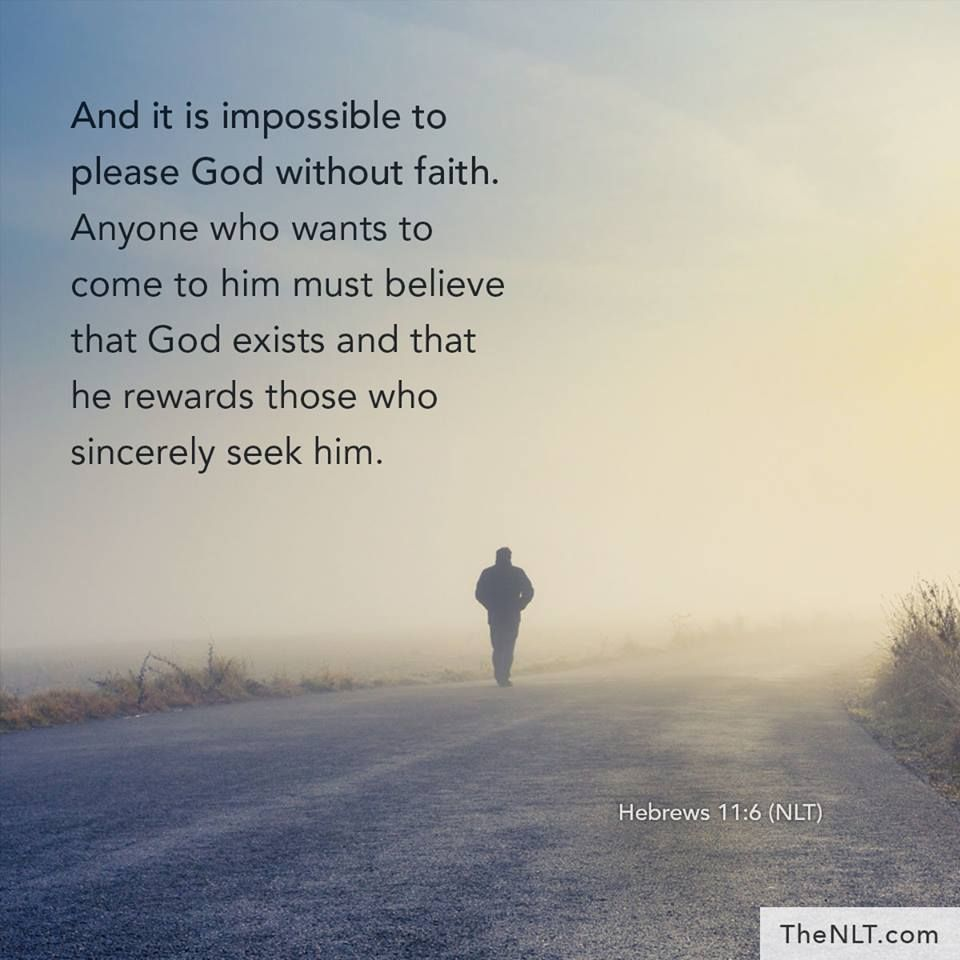 And it is impossible to
please God without faith.
Anyone who wants to
come to him must believe
that God exists and that
he rewards those who
sincerely seek him.
Hebrews 11:6 (NLT)
TheNLT.com